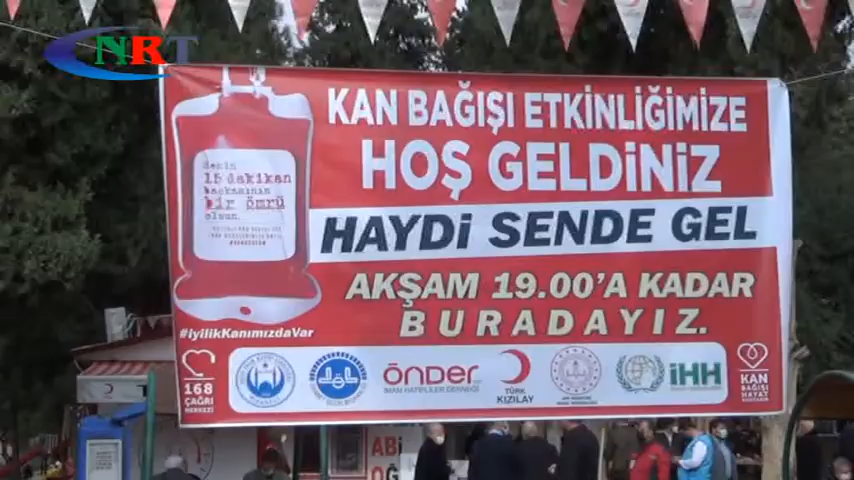 NRT
KAN BAĞIŞI ETKİNLİĞİMİZE
HOŞ GELDİNİZ
HAYDİ SENDE GEL
AKŞAM 19.00'A KADAR
BURADAYIZ.
Senin
15 dakikan
başkasının
bir ömrü
olsun.
#iyilikKanımızdaVar
168
ÇAĞRI
MERKEZİ
ÖNDER
İMAM HATİPLİLER DERNEĞİ
TÜRK
KIZILAY
İHH
KAN
BAĞIŞI
HAYAT